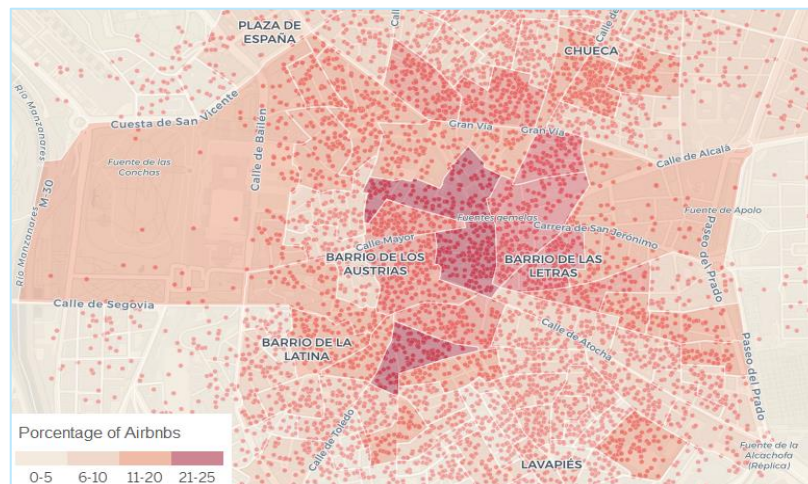 PLAZA DE
ESPAÑA
CHUECA
Cuesta de San Vicente
Gran Vía
Gran Vía
Río Manzanares
Calle de Bailén
Calle de Alcalá
Fuente de las
Conchas
M-30
Fuentes gemelas
Fuente de Apolo
Río Manzanares
Calle Mayor
Carrera de San Jerónimo
BARRIO DE LOS
AUSTRIAS
BARRIO DE LAS
LETRAS
Paseo del Prado
Calle de Segovia
BARRIO DE LA
LATINA
Calle de Atocha
Paseo del Prado
Porcentage of Airbnbs
0-5 6-10 11-20 21-25
Calle de Toledo
LAVAPIÉS
Fuente de la
Alcachofa
(Réplica)